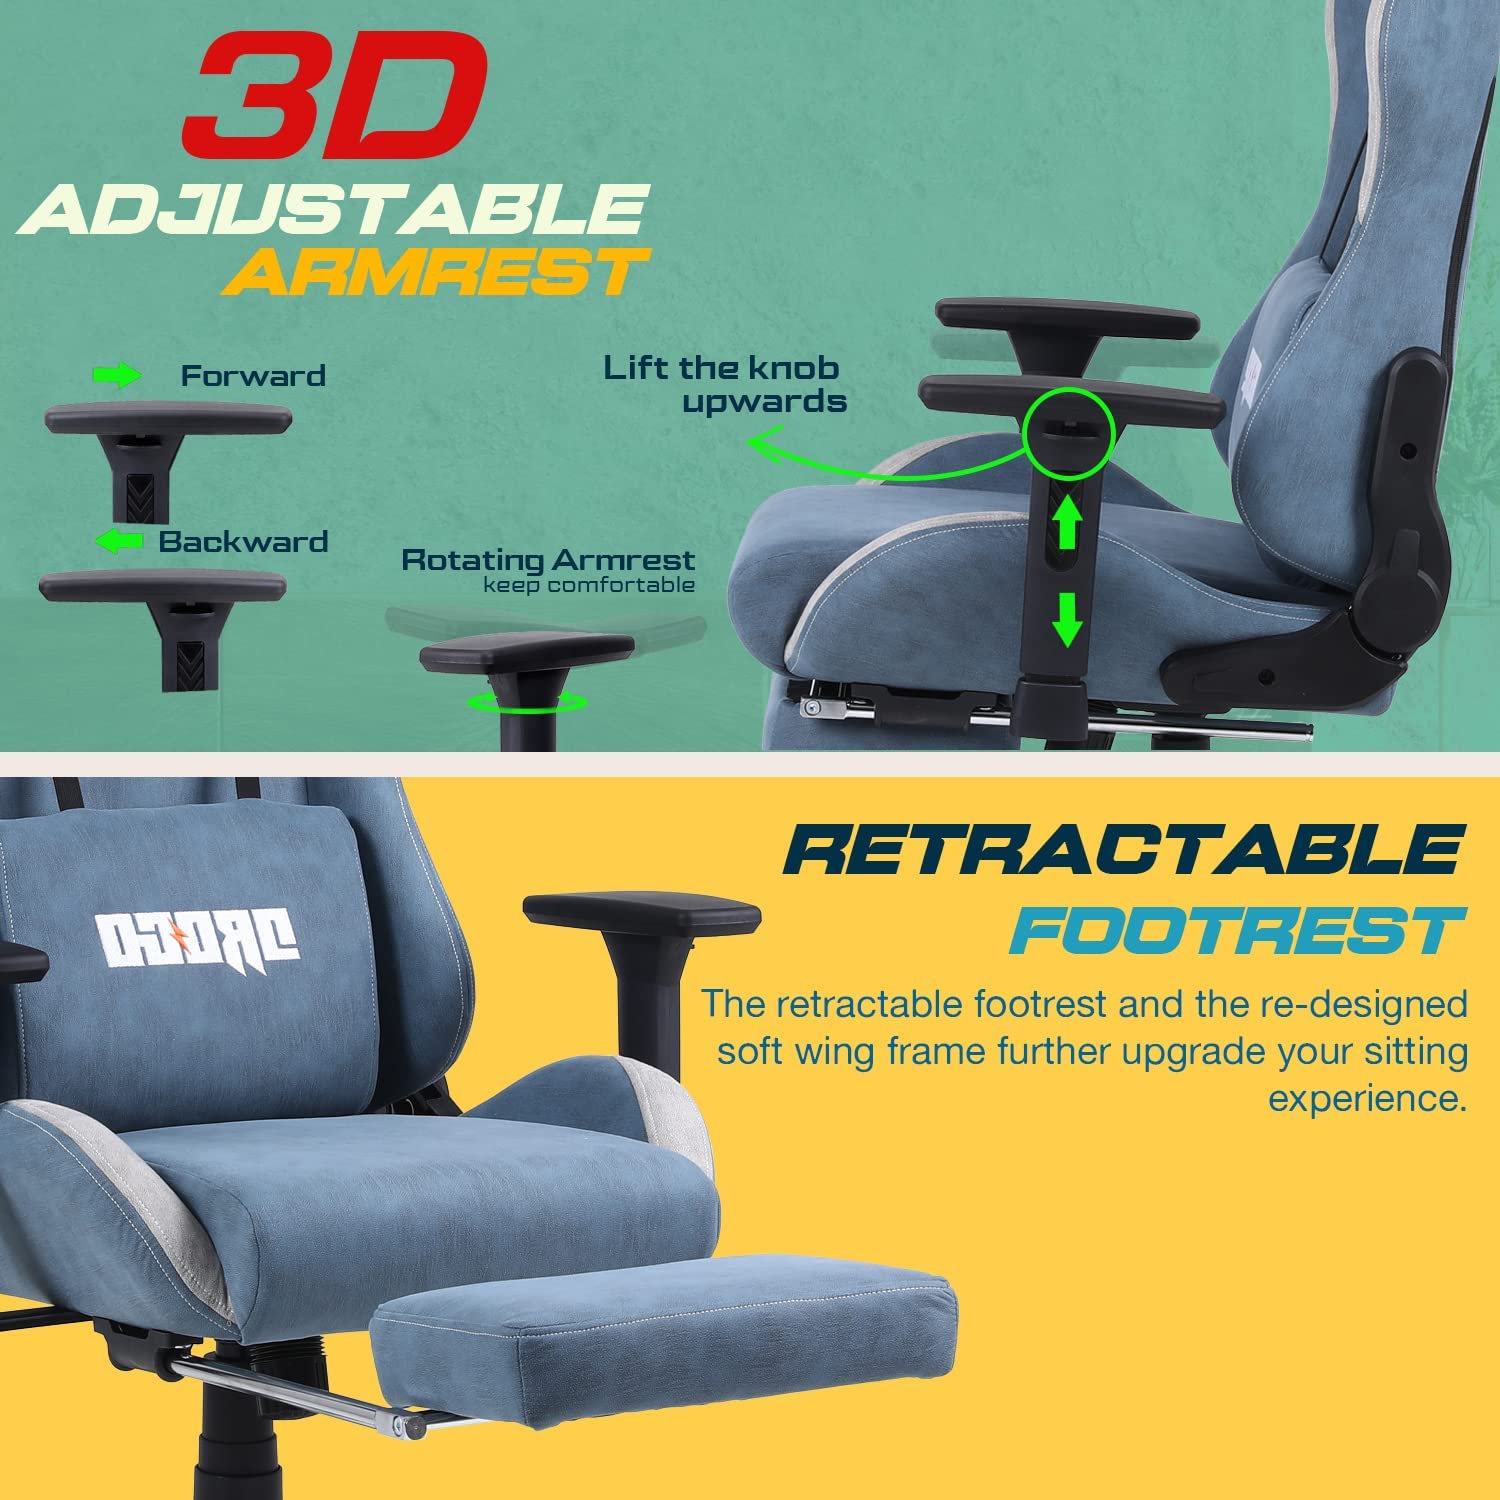 3D
ADJUSTABLE
ARMREST
Forward
Lift the knob
upwards
Backward
Rotating Armrest
keep comfortable
RETRACTABLE
FOOTREST
The retractable footrest and the re-designed
soft wing frame further upgrade your sitting
experience.